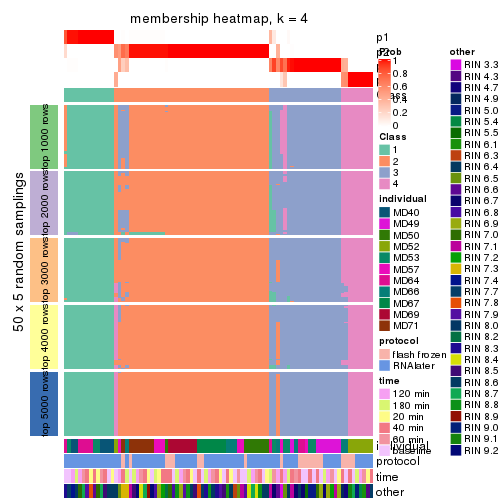 membership heatmap, k = 4
p1
p2
Prob
1
0.8
0.6
0.4
0.2
0
Class
1
2
3
4
Individual
MD40
MD49
MD50
MD52
MD53
MD57
MD64
MD66
MD67
MD69
MD71
protocol
flash frozen
RNAlater
time
120 min
180 min
20 min
40 min
60 min
baseline
other
RIN 3.3
RIN 4.3
RIN 4.7
RIN 4.9
RIN 5.0
RIN 5.4
RIN 5.5
RIN 6.1
RIN 6.3
RIN 6.4
RIN 6.5
RIN 6.6
RIN 6.7
RIN 6.8
RIN 6.9
RIN 7.0
RIN 7.1
RIN 7.2
RIN 7.3
RIN 7.4
RIN 7.7
RIN 7.8
RIN 7.9
RIN 8.0
RIN 8.2
RIN 8.3
RIN 8.4
RIN 8.5
RIN 8.6
RIN 8.7
RIN 8.8
RIN 8.9
RIN 9.0
RIN 9.1
RIN 9.2
50 x 5 random samplings
top 1000 rows
top 2000 rows
top 3000 rows
top 4000 rows
top 5000 rows
protocol
time
other